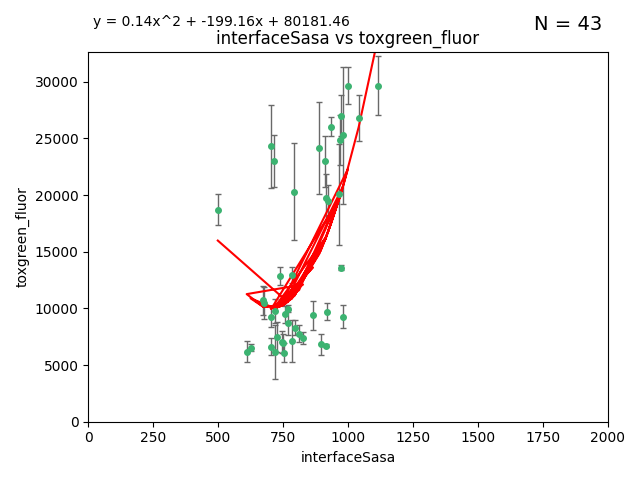 y = 0.14x^2 + -199.16x + 80181.46
N = 43
interfaceSasa vs toxgreen_fluor
30000
25000
20000
15000
10000
5000
0
toxgreen_fluor
0 250 500 750 1000 1250 1500 1750 2000
interfaceSasa